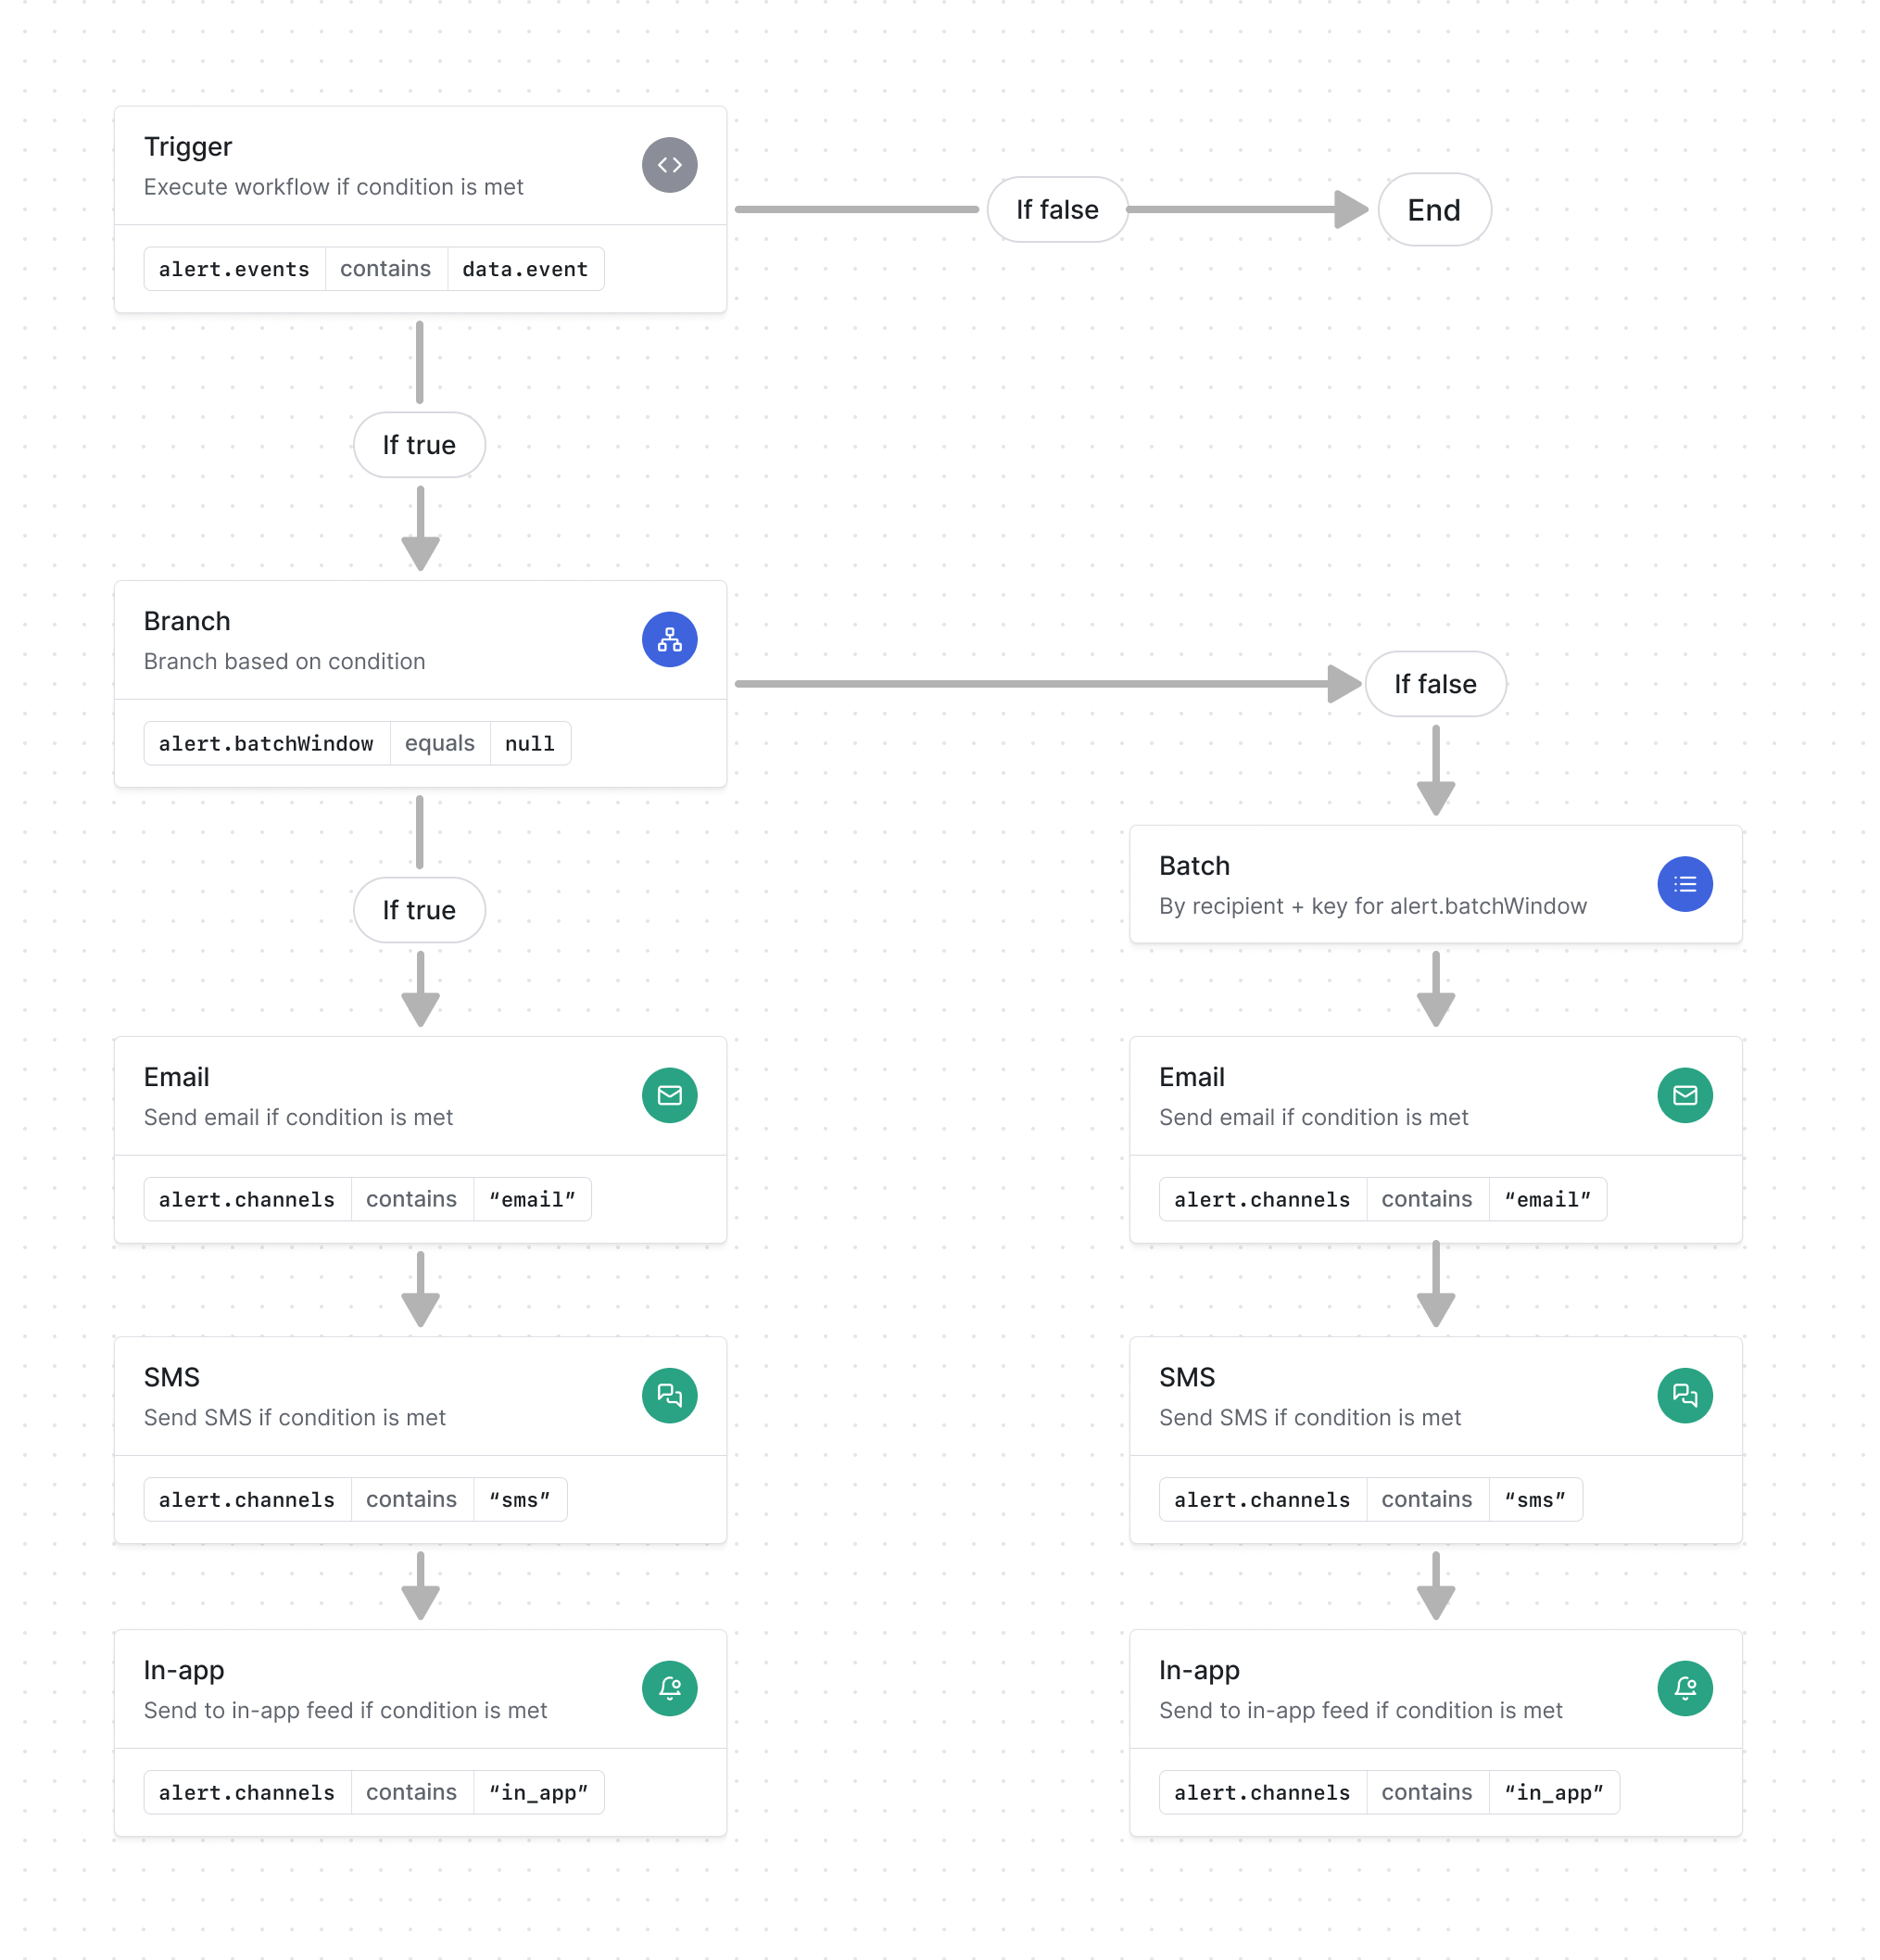 Trigger
Execute workflow if condition is met
alert.events contains data.event
If false
End
If true
Branch
Branch based on condition
alert.batchWindow equals null
If false
If true
Batch
By recipient + key for alert.batchWindow
Email
Send email if condition is met
alert.channels contains “email”
Email
Send email if condition is met
alert.channels contains “email”
SMS
Send SMS if condition is met
alert.channels contains “sms”
SMS
Send SMS if condition is met
alert.channels contains “sms”
In-app
Send to in-app feed if condition is met
alert.channels contains “in_app”
In-app
Send to in-app feed if condition is met
alert.channels contains “in_app”